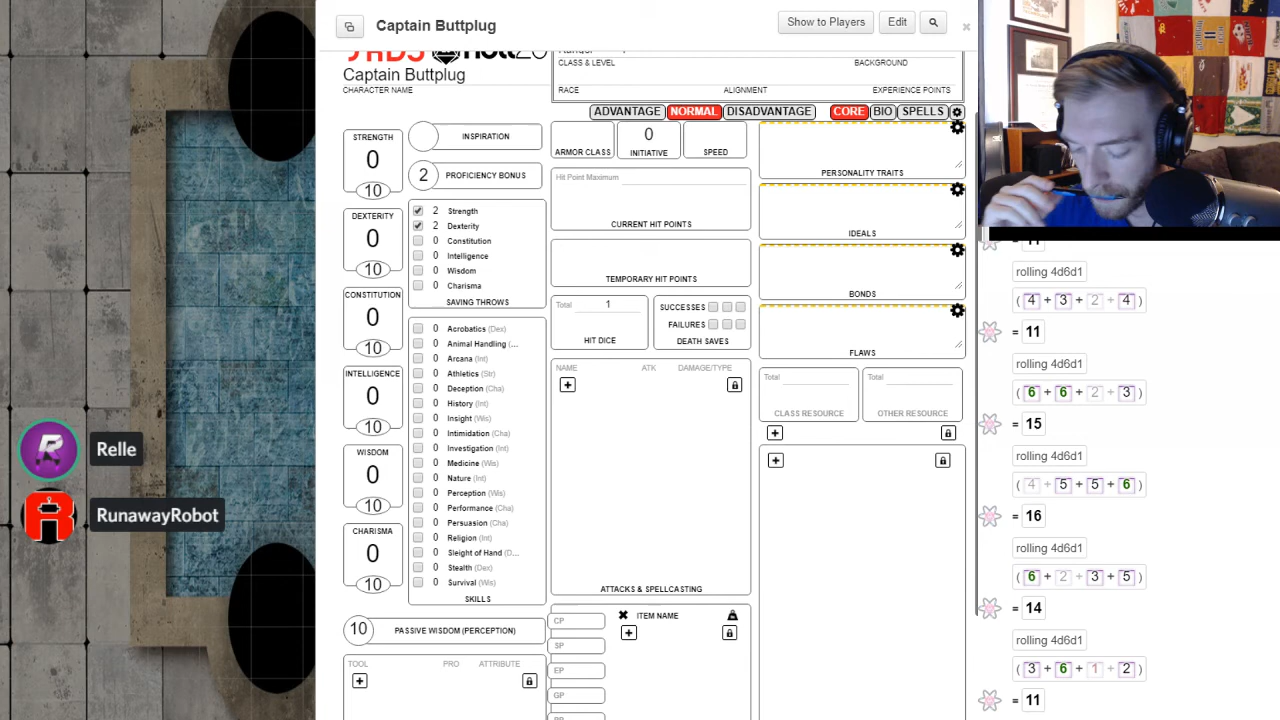 Captain Buttplug
Show to Players
Edit
Captain Buttplug
CHARACTER NAME
CLASS & LEVEL
BACKGROUND
RACE
ALIGNMENT
EXPERIENCE POINTS
ADVANTAGE
NORMAL
DISADVANTAGE
CORE
BIO
SPELLS
STRENGTH
0
10
DEXTERITY
0
10
CONSTITUTION
0
10
INTELLIGENCE
0
10
WISDOM
0
10
CHARISMA
0
10
INSPIRATION
2 PROFICIENCY BONUS
2 Strength
2 Dexterity
0 Constitution
0 Intelligence
0 Wisdom
0 Charisma
SAVING THROWS
0 Acrobatics (Dex)
0 Animal Handling (...
0 Arcana (Int)
0 Athletics (Str)
0 Deception (Cha)
0 History (Int)
0 Insight (Wis)
0 Intimidation (Cha)
0 Investigation (Int)
0 Medicine (Wis)
0 Nature (Int)
0 Perception (Wis)
0 Performance (Cha)
0 Persuasion (Cha)
0 Religion (Int)
0 Sleight of Hand (D...
0 Stealth (Dex)
0 Survival (Wis)
SKILLS
10 PASSIVE WISDOM (PERCEPTION)
TOOL PRO ATTRIBUTE
+
ARMOR CLASS
0
INITIATIVE
SPEED
Hit Point Maximum
CURRENT HIT POINTS
TEMPORARY HIT POINTS
Total 1
HIT DICE
SUCCESSES
FAILURES
DEATH SAVES
NAME ATK DAMAGE/TYPE
+
ATTACKS & SPELLCASTING
CP
SP
EP
GP
ITEM NAME
+
PERSONALITY TRAITS
IDEALS
BONDS
FLAWS
Total
CLASS RESOURCE
Total
OTHER RESOURCE
+
+
Relle
RunawayRobot
rolling 4d6d1
(4+3+2+4)
= 11
rolling 4d6d1
(6+6+2+3)
= 15
rolling 4d6d1
(4+5+5+6)
= 16
rolling 4d6d1
(6+2+3+5)
= 14
rolling 4d6d1
(3+6+1+2)
= 11